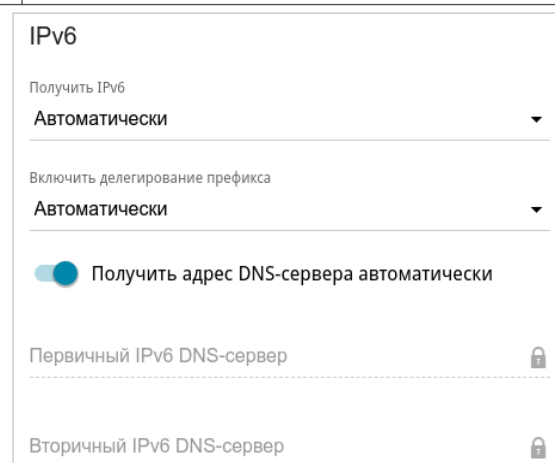 IPv6
Получить IPv6
Автоматически
Включить делегирование префикса
Автоматически
Получить адрес DNS-сервера автоматически
Первичный IPv6 DNS-сервер
Вторичный IPv6 DNS-сервер